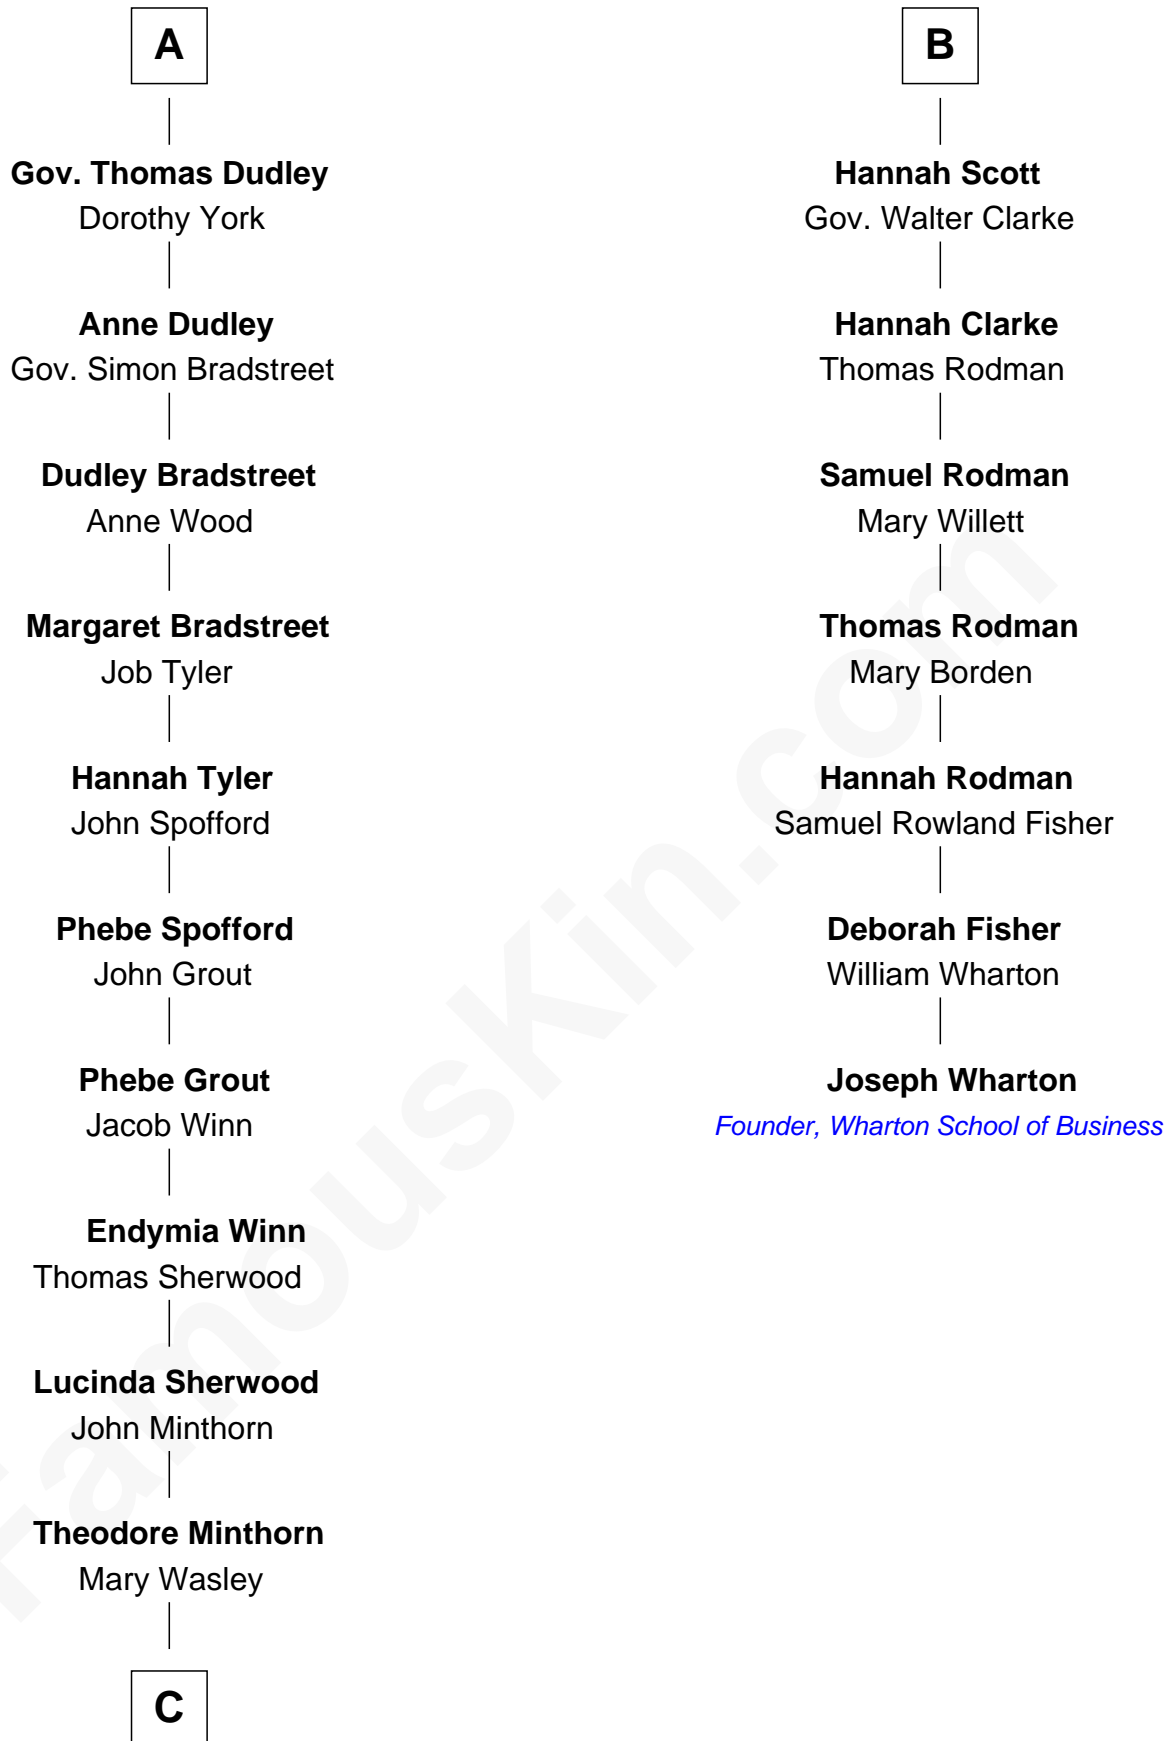 A
Gov. Thomas Dudley
Dorothy York
Anne Dudley
Gov. Simon Bradstreet
Dudley Bradstreet
Anne Wood
Margaret Bradstreet
Job Tyler
Hannah Tyler
John Spofford
Phebe Spofford
John Grout
Phebe Grout
Jacob Winn
Endymia Winn
Thomas Sherwood
Lucinda Sherwood
John Minthorn
Theodore Minthorn
Mary Wasley
C
B
Hannah Scott
Gov. Walter Clarke
Hannah Clarke
Thomas Rodman
Samuel Rodman
Mary Willett
Thomas Rodman
Mary Borden
Hannah Rodman
Samuel Rowland Fisher
Deborah Fisher
William Wharton
Joseph Wharton
Founder, Wharton School of Business
FamousKin.com